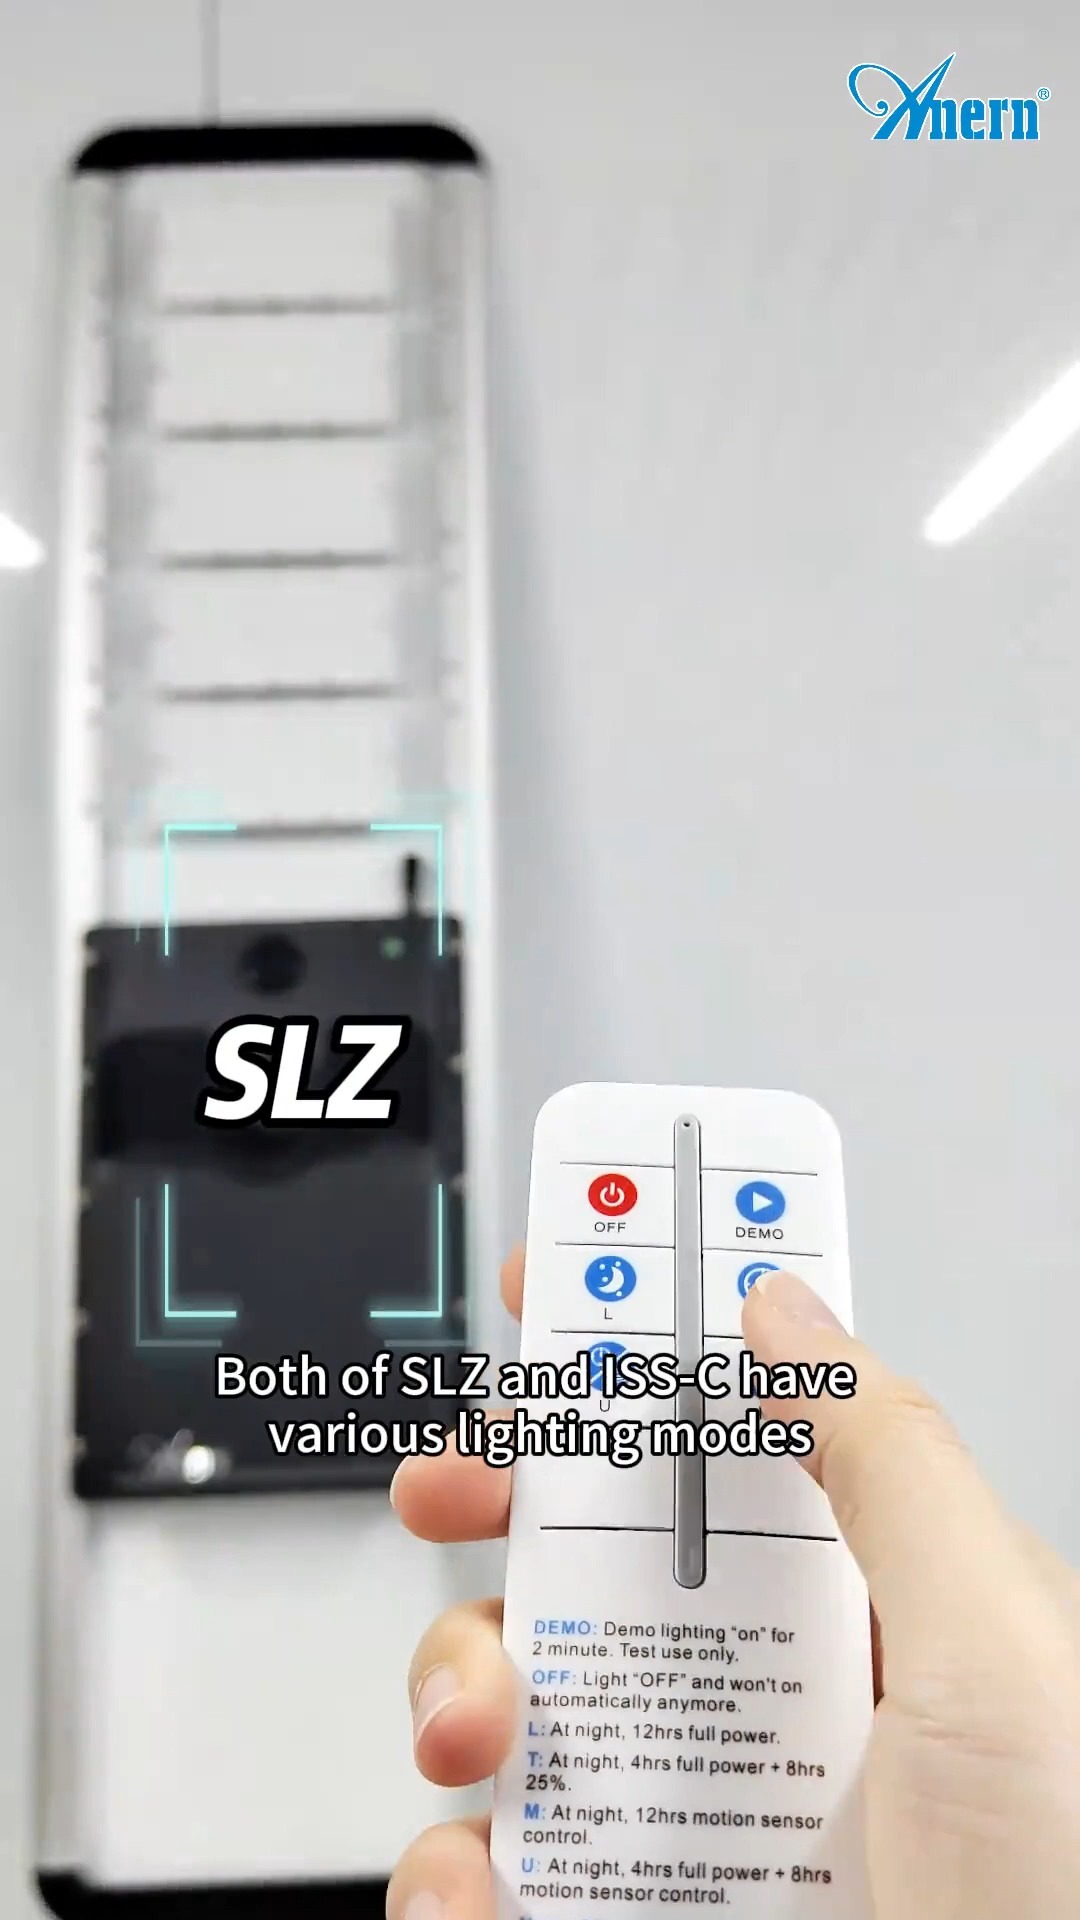 Anern®
SLZ
OFF
DEMO
L
U
Both of SLZ and ISS-C have
various lighting modes
DEMO: Demo lighting "on" for
2 minute. Test use only.
OFF: Light "OFF" and won't on
automatically anymore.
L: At night, 12hrs full power.
T: At night, 4hrs full power + 8hrs
25%.
M: At night, 12hrs motion sensor
control.
U: At night, 4hrs full power + 8hrs
motion sensor control.